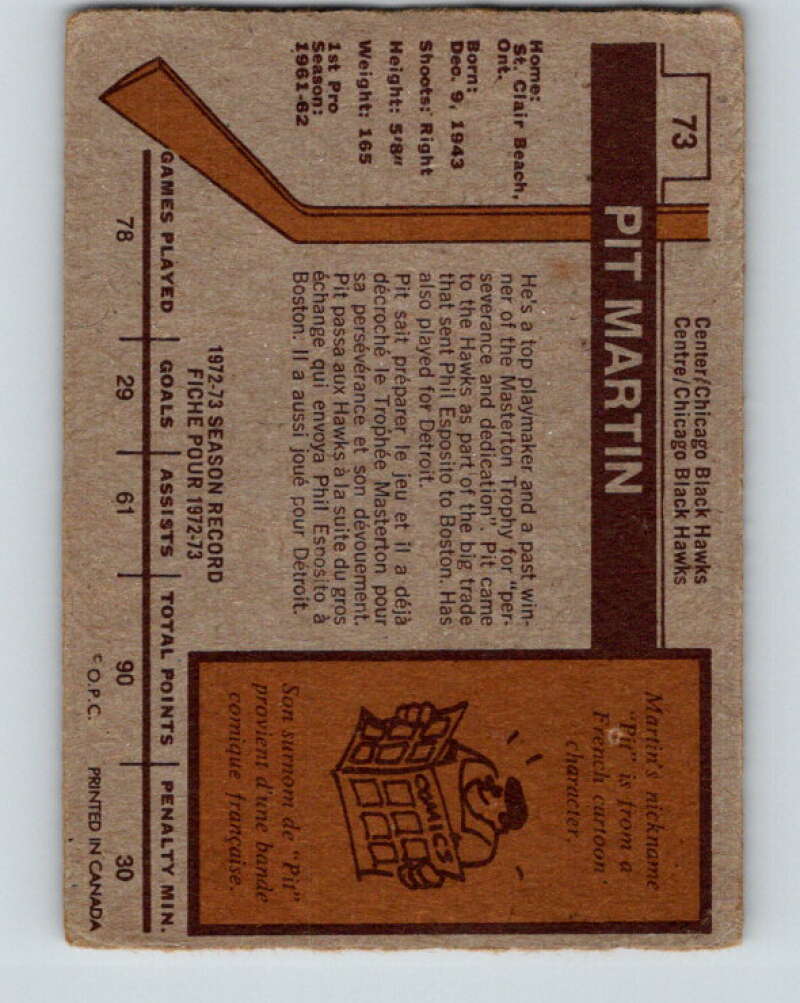 73
Center/Chicago Black Hawks
Centre/Chicago Black Hawks
PIT MARTIN
Home:
St. Clair Beach,
Ont.
Born:
Dec. 9, 1943
Shoots: Right
Height: 5'8"
Weight: 165
1st Pro
Season:
1961-62
He's a top playmaker and a past win-
ner of the Masterton Trophy for "per-
severance and dedication". Pit came
to the Hawks as part of the big trade
that sent Phil Esposito to Boston. Has
also played for Detroit.
Pit sait préparer le jeu et il a déjà
décroché le Trophée Masterton pour
sa persévérance et son dévouement.
Pit passa aux Hawks à la suite du gros
échange qui envoya Phil Esposito à
Boston. Il a aussi joué pour Détroit.
Martin's nickname
"Pit" is from a
French cartoon
character.
COMICS
Son surnom de "Pit"
provient d'une bande
comique française.
1972-73 SEASON RECORD
FICHE POUR 1972-73
GAMES PLAYED GOALS ASSISTS TOTAL POINTS PENALTY MIN.
78 29 61 90 30
© O.P.C. PRINTED IN CANADA